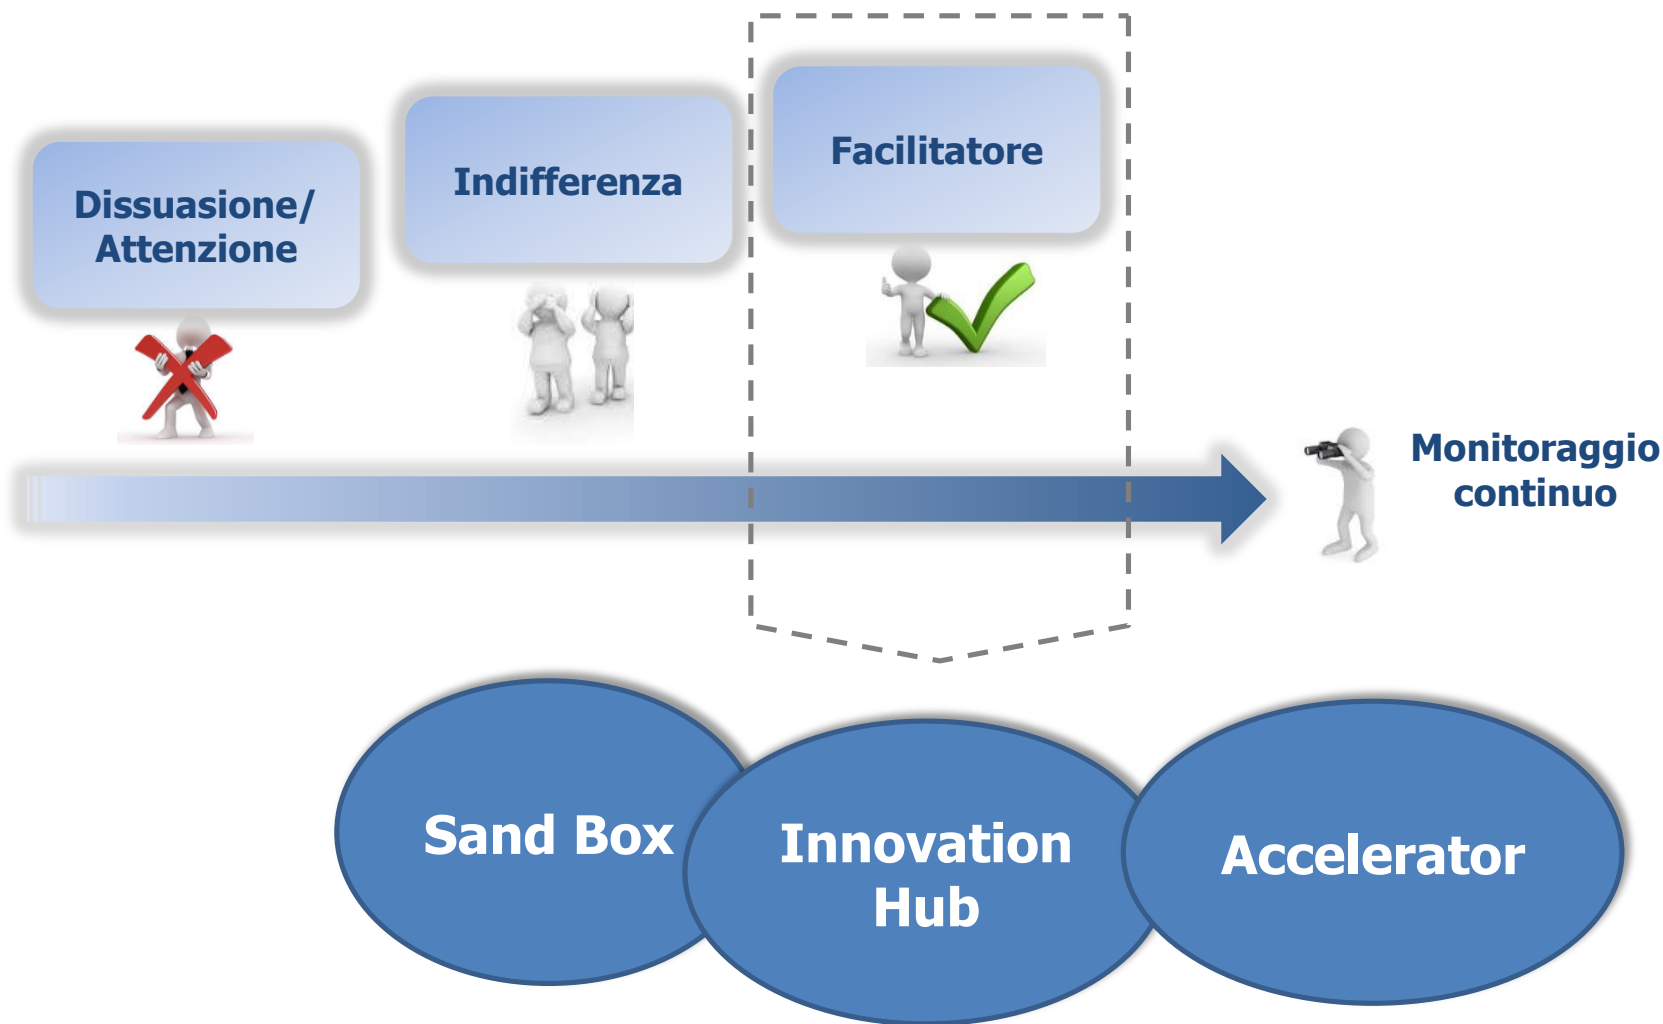 Dissuasione/
Attenzione
Indifferenza
Facilitatore
Monitoraggio
continuo
Sand Box
Innovation
Hub
Accelerator